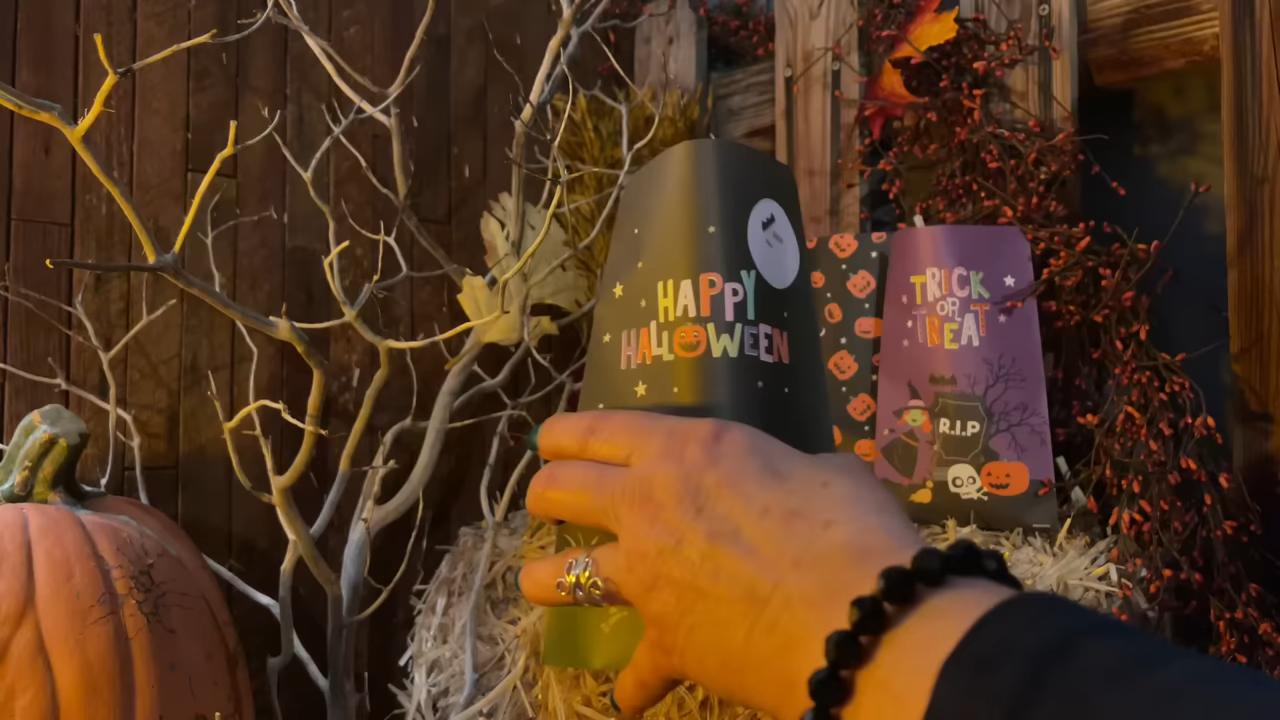 HAPPY
HALLOWEEN
TRICK
OR
TREAT
R.I.P